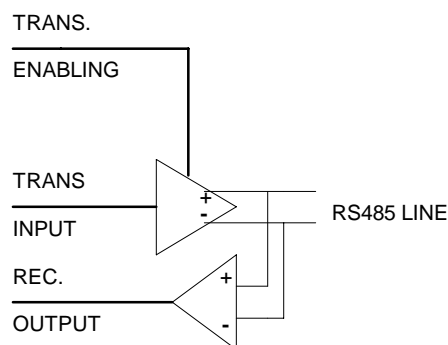 TRANS.
ENABLING
TRANS
INPUT
+
-
RS485 LINE
REC.
OUTPUT
+
-